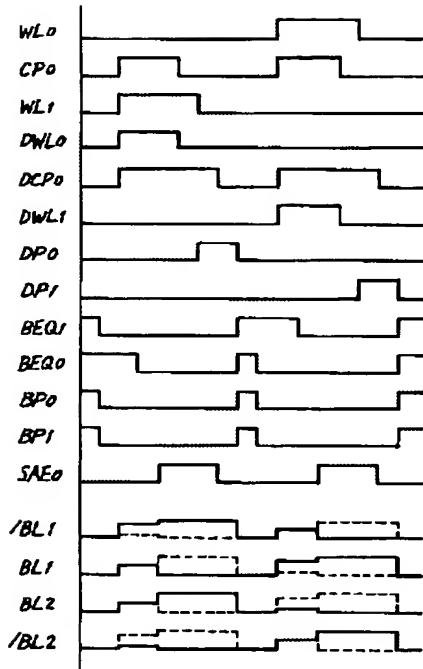 WL0
CP0
WL1
DWL0
DCP0
DWL1
DP0
DP1
BEQ1
BEQ0
BP0
BP1
SAE0
/BL1
BL1
BL2
/BL2